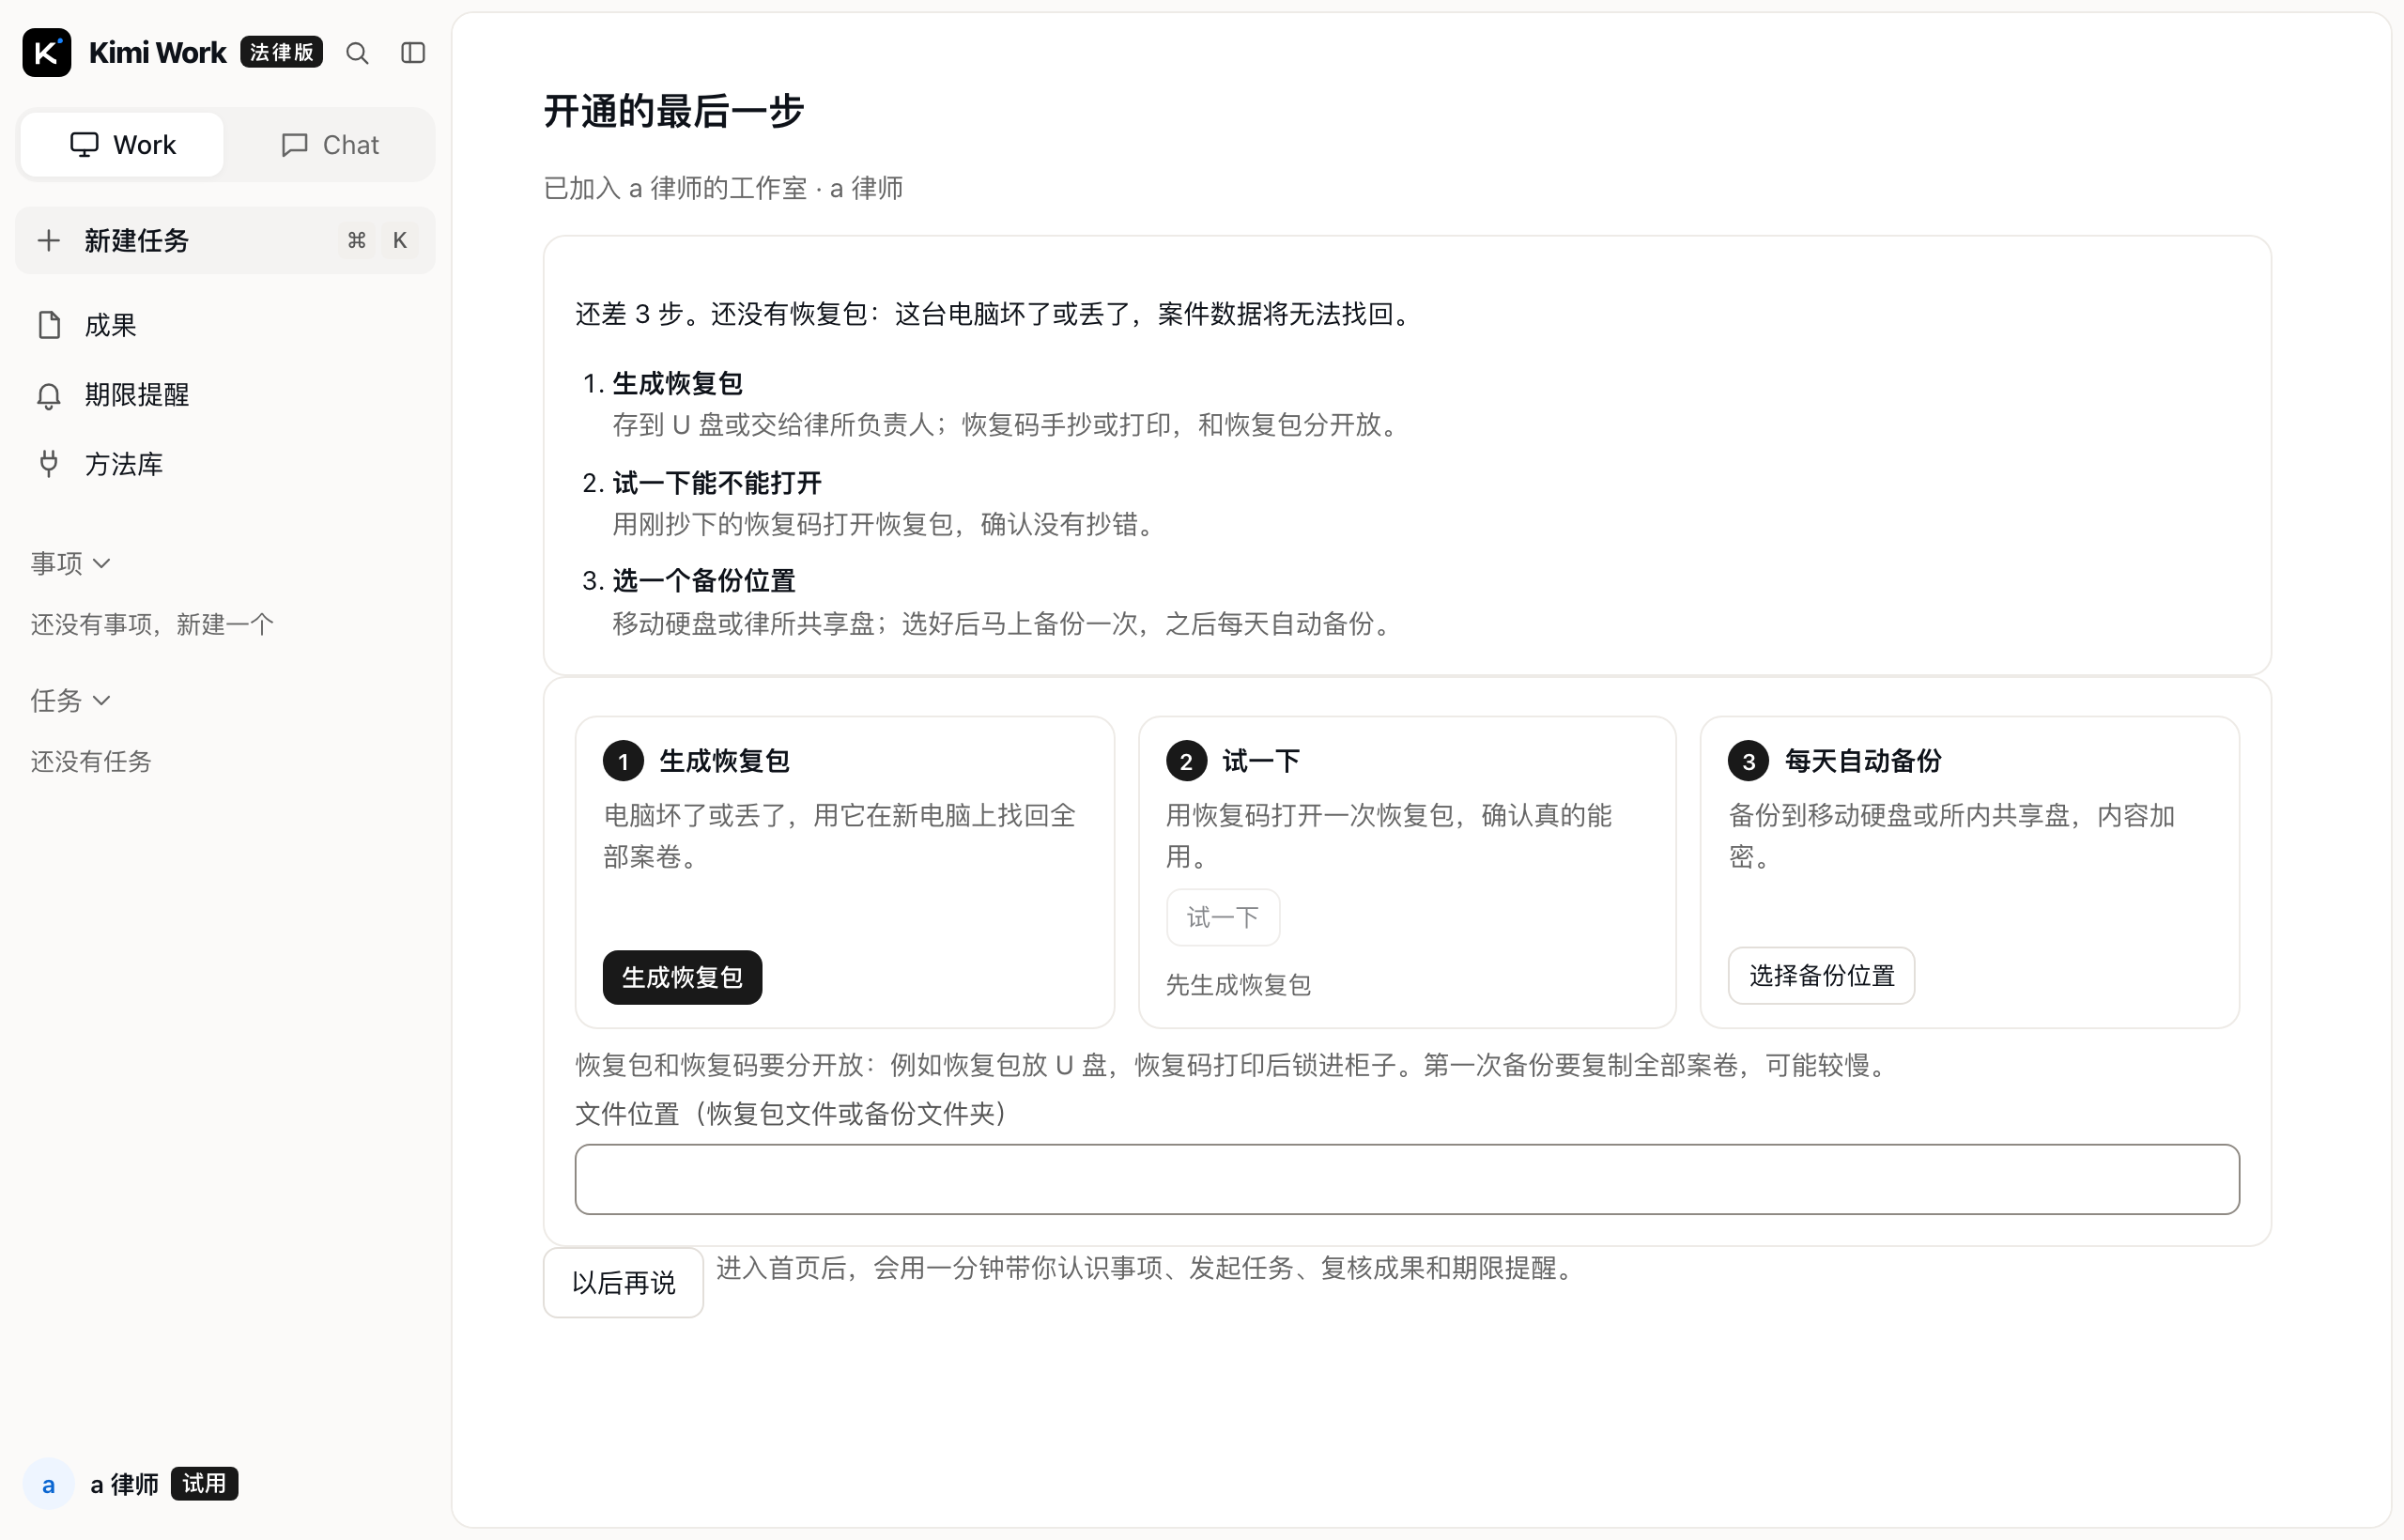 Kimi Work 法律版
Work
Chat
新建任务 ⌘ K
成果
期限提醒
方法库
事项
还没有事项，新建一个
任务
还没有任务
a a 律师 试用
开通的最后一步
已加入 a 律师的工作室 · a 律师
还差 3 步。还没有恢复包：这台电脑坏了或丢了，案件数据将无法找回。
1. 生成恢复包
存到 U 盘或交给律所负责人；恢复码手抄或打印，和恢复包分开放。
2. 试一下能不能打开
用刚抄下的恢复码打开恢复包，确认没有抄错。
3. 选一个备份位置
移动硬盘或律所共享盘；选好后马上备份一次，之后每天自动备份。
1 生成恢复包
电脑坏了或丢了，用它在新电脑上找回全
部案卷。
生成恢复包
2 试一下
用恢复码打开一次恢复包，确认真的能
用。
试一下
先生成恢复包
3 每天自动备份
备份到移动硬盘或所内共享盘，内容加
密。
选择备份位置
恢复包和恢复码要分开放：例如恢复包放 U 盘，恢复码打印后锁进柜子。第一次备份要复制全部案卷，可能较慢。
文件位置（恢复包文件或备份文件夹）
以后再说
进入首页后，会用一分钟带你认识事项、发起任务、复核成果和期限提醒。